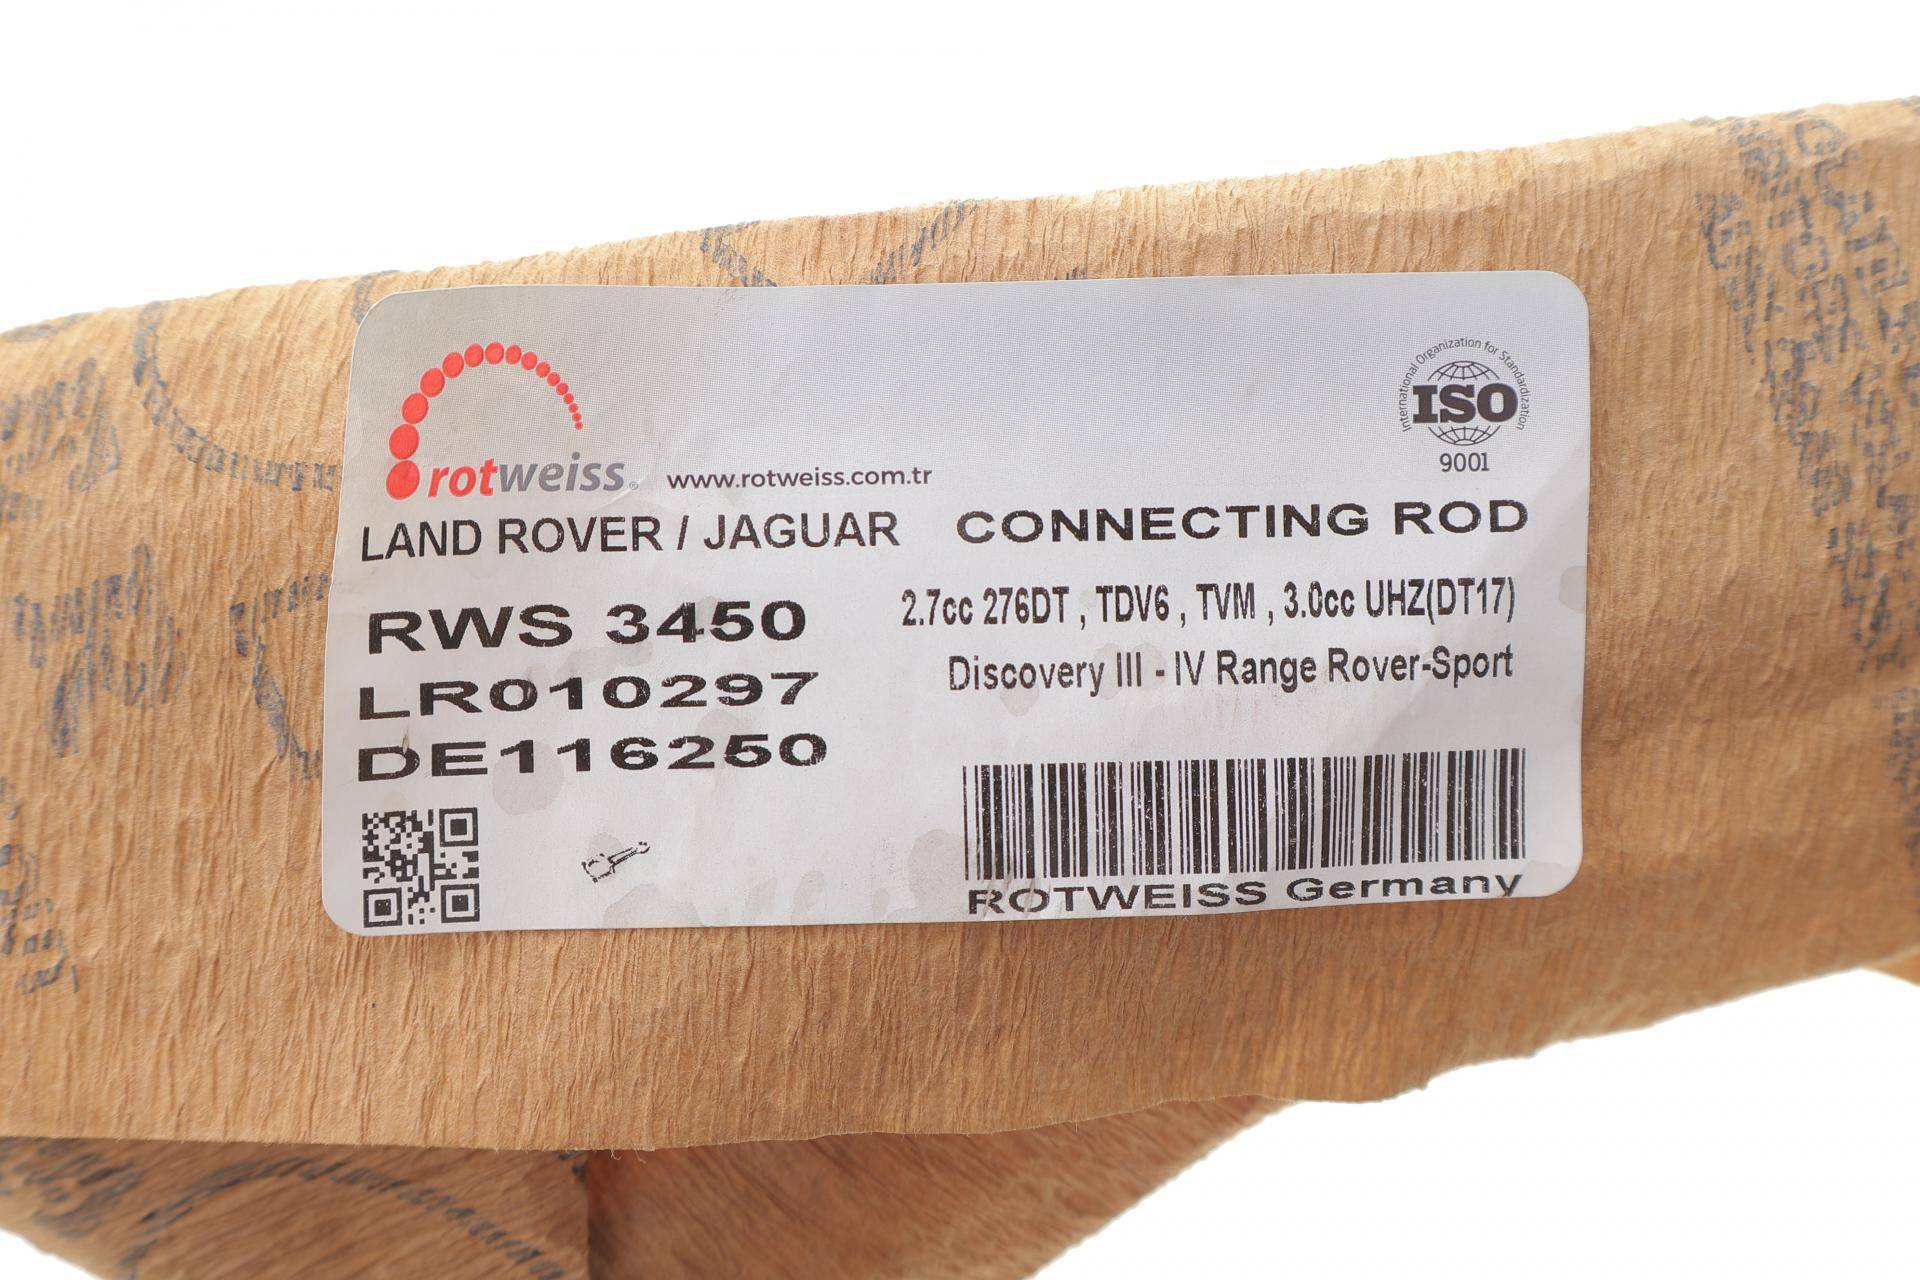 rotweiss® www.rotweiss.com.tr
International Organization for Standardization
ISO
9001
LAND ROVER / JAGUAR
CONNECTING ROD
RWS 3450
LR010297
DE116250
2.7cc 276DT , TDV6 , TVM , 3.0cc UHZ(DT17)
Discovery III - IV Range Rover-Sport
ROTWEISS Germany